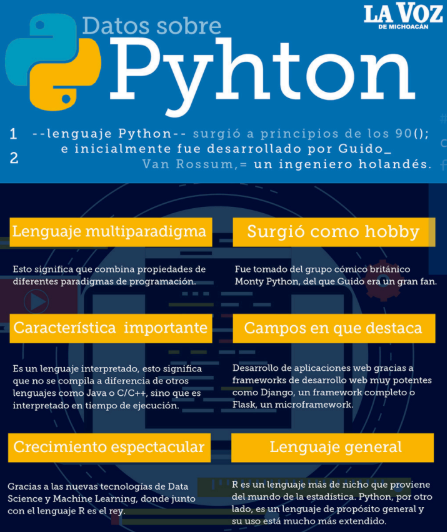 LA VOZ
DE MICHOACÁN
Datos sobre
Pyhton
1 --lenguaje Python-- surgió a principios de los 90();
2 e inicialmente fue desarrollado por Guido_
Van Rossum,= un ingeniero holandés.
Lenguaje multiparadigma
Esto significa que combina propiedades de
diferentes paradigmas de programación.
Surgió como hobby
Fue tomado del grupo cómico británico
Monty Python, del que Guido era un gran fan.
Característica importante
Es un lenguaje interpretado, esto significa
que no se compila a diferencia de otros
lenguajes como Java o C/C++, sino que es
interpretado en tiempo de ejecución.
Campos en que destaca
Desarrollo de aplicaciones web gracias a
frameworks de desarrollo web muy potentes
como Django, un framework completo o
Flask, un microframework.
Crecimiento espectacular
Gracias a las nuevas tecnologías de Data
Science y Machine Learning, donde junto
con el lenguaje R es el rey.
Lenguaje general
R es un lenguaje más de nicho que proviene
del mundo de la estadística. Python, por otro
lado, es un lenguaje de propósito general y
su uso está mucho más extendido.